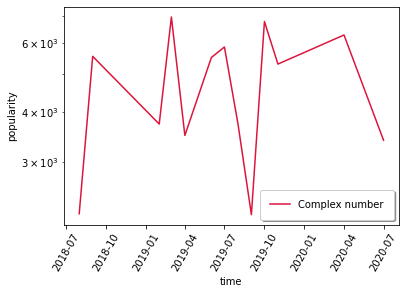 popularity
6 × 10³
4 × 10³
3 × 10³
Complex number
2018-07
2018-10
2019-01
2019-04
2019-07
2019-10
2020-01
2020-04
2020-07
time